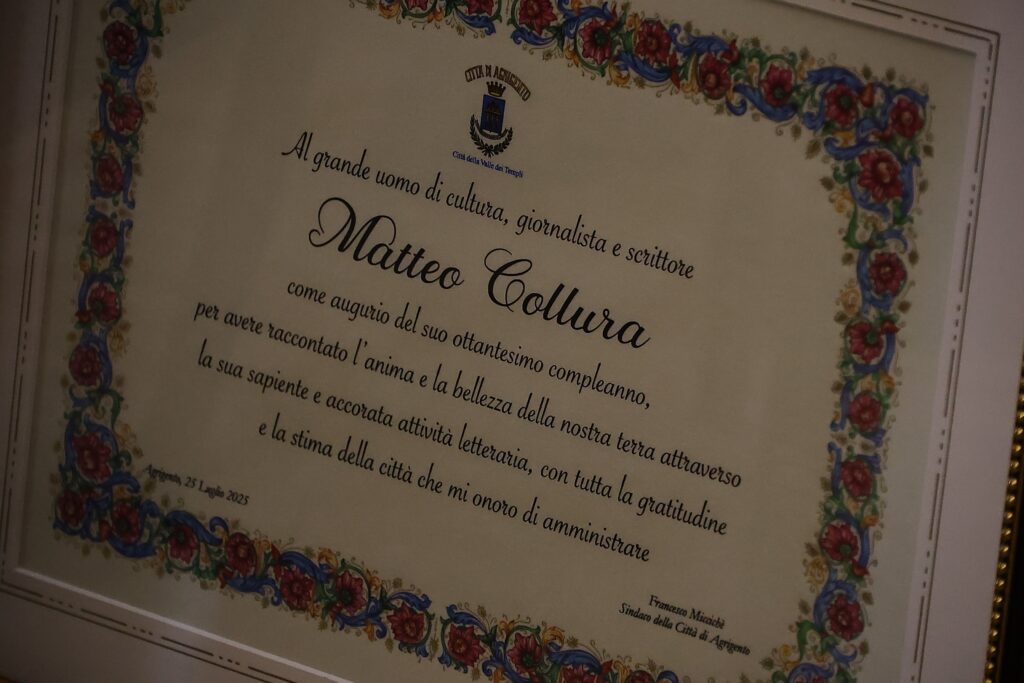 CITTÀ DI AGRIGENTO
Città della Valle dei Templi
Al grande uomo di cultura, giornalista e scrittore
Matteo Collura
come augurio del suo ottantesimo compleanno,
per avere raccontato l'anima e la bellezza della nostra terra attraverso
la sua sapiente e accorata attività letteraria, con tutta la gratitudine
e la stima della città che mi onoro di amministrare
Agrigento, 25 Luglio 2025
Francesco Miccichè
Sindaco della Città di Agrigento